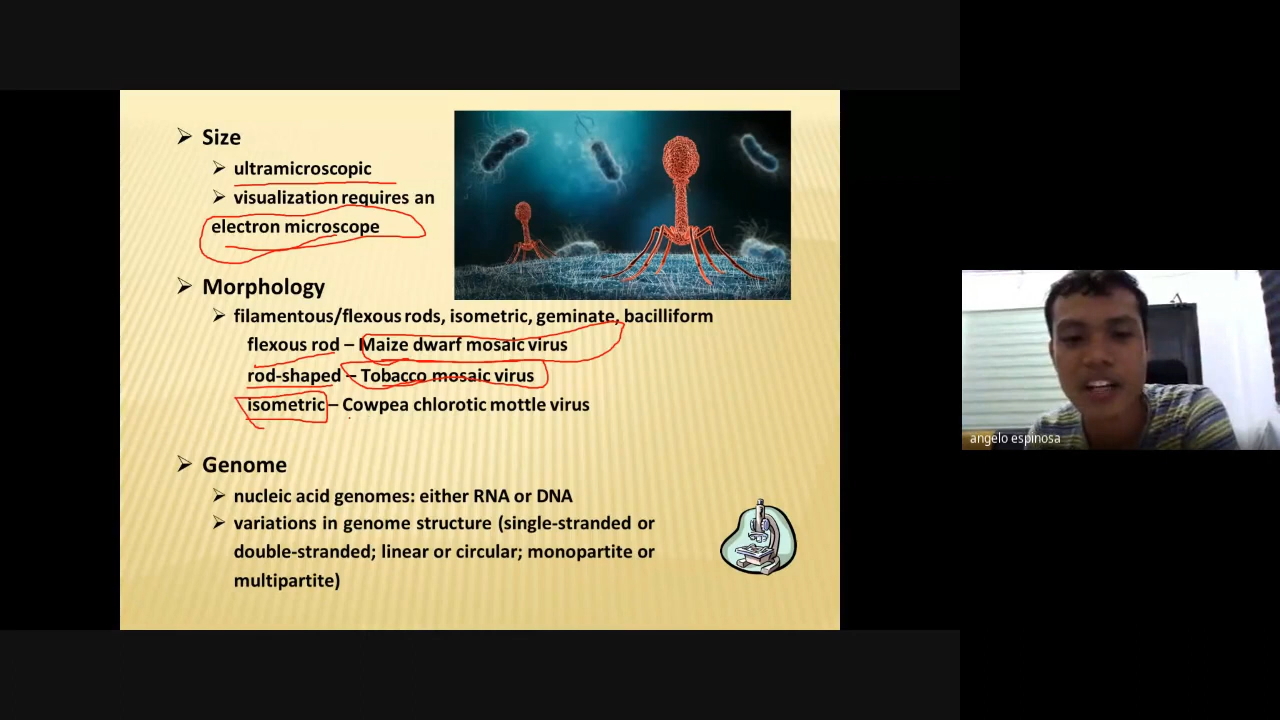 Size
ultramicroscopic
visualization requires an
electron microscope
Morphology
filamentous/flexous rods, isometric, geminate, bacilliform
flexous rod – Maize dwarf mosaic virus
rod-shaped – Tobacco mosaic virus
isometric – Cowpea chlorotic mottle virus
Genome
nucleic acid genomes: either RNA or DNA
variations in genome structure (single-stranded or
double-stranded; linear or circular; monopartite or
multipartite)
angelo espinosa